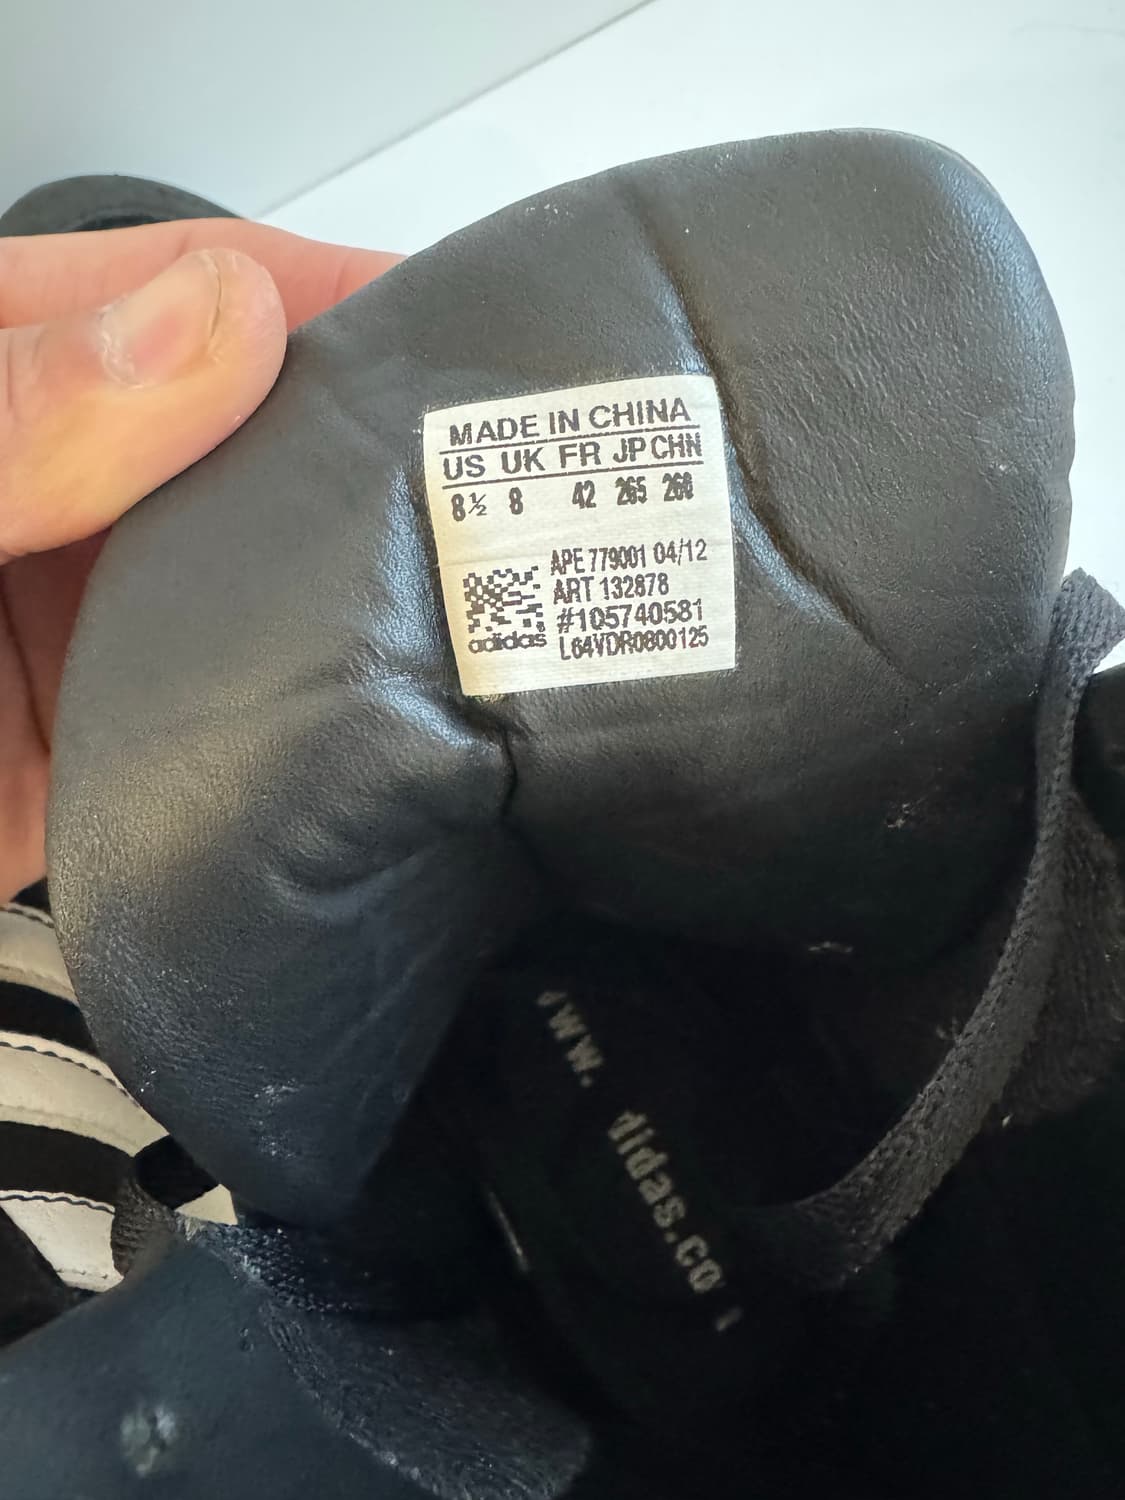 MADE IN CHINA
US UK FR JP CHN
8½ 8 42 265 260
APE 779001 04/12
ART 132878
#105740581
L64VDR0800125
adidas